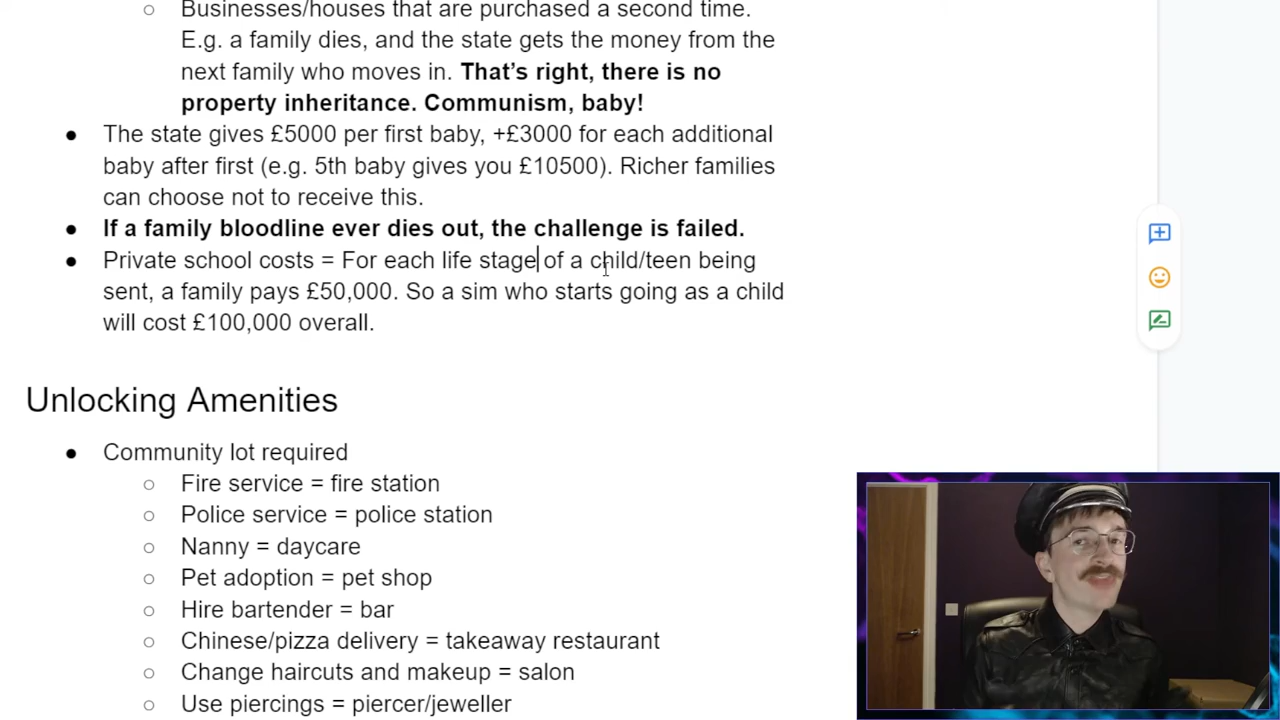 Businesses/houses that are purchased a second time.
E.g. a family dies, and the state gets the money from the
next family who moves in. That's right, there is no
property inheritance. Communism, baby!
The state gives £5000 per first baby, +£3000 for each additional
baby after first (e.g. 5th baby gives you £10500). Richer families
can choose not to receive this.
If a family bloodline ever dies out, the challenge is failed.
Private school costs = For each life stage of a child/teen being
sent, a family pays £50,000. So a sim who starts going as a child
will cost £100,000 overall.
Unlocking Amenities
Community lot required
Fire service = fire station
Police service = police station
Nanny = daycare
Pet adoption = pet shop
Hire bartender = bar
Chinese/pizza delivery = takeaway restaurant
Change haircuts and makeup = salon
Use piercings = piercer/jeweller